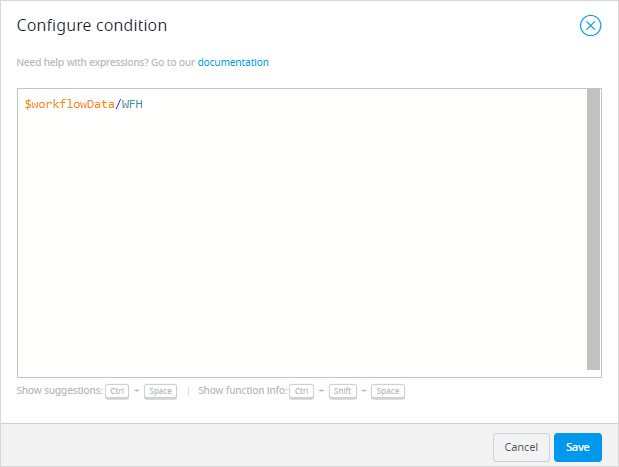 Configure condition
Need help with expressions? Go to our documentation
$workflowData/WFH
Show suggestions: Ctrl + Space | Show function info: Ctrl + Shift + Space
Cancel Save